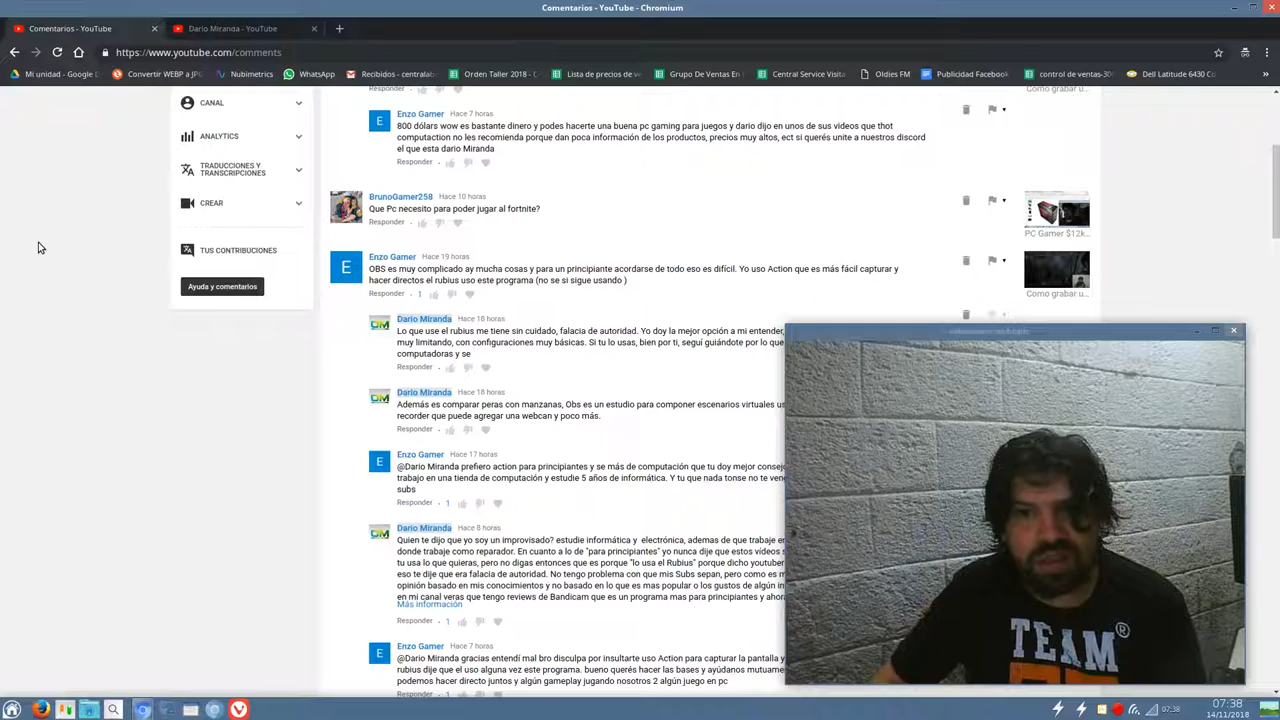 Comentarios - YouTube - Chromium
Comentarios - YouTube
Dario Miranda - YouTube
https://www.youtube.com/comments
Mi unidad - Google D
Convertir WEBP a JP
Nubimetrics
WhatsApp
Recibidos - centralab
Orden Taller 2018 - C
Lista de precios de ve
Grupo De Ventas En
Central Service Visita
Oldies FM
Publicidad Facebook
control de ventas-30
Dell Latitude 6430 Co
»
CANAL
ANALYTICS
TRADUCCIONES Y
TRANSCRIPCIONES
CREAR
TUS CONTRIBUCIONES
Ayuda y comentarios
Responder
Como grabar u...
Enzo Gamer Hace 7 horas
800 dólars wow es bastante dinero y podes hacerte una buena pc gaming para juegos y dario dijo en unos de sus videos que thot
computaction no les recomienda porque dan poca información de los productos, precios muy altos, ect si querés unite a nuestros discord
el que esta dario Miranda
Responder
BrunoGamer258 Hace 10 horas
Que Pc necesito para poder jugar al fortnite?
Responder
PC Gamer $12k...
Enzo Gamer Hace 19 horas
OBS es muy complicado ay mucha cosas y para un principiante acordarse de todo eso es difícil. Yo uso Action que es más fácil capturar y
hacer directos el rubius uso este programa (no se si sigue usando )
Responder · 1
Como grabar u...
Dario Miranda Hace 18 horas
Lo que use el rubius me tiene sin cuidado, falacia de autoridad. Yo doy la mejor opción a mi entender,
muy limitando, con configuraciones muy básicas. Si tu lo usas, bien por ti, seguí guiándote por lo que
computadoras y se
Responder
Dario Miranda Hace 18 horas
Además es comparar peras con manzanas, Obs es un estudio para componer escenarios virtuales us
recorder que puede agregar una webcan y poco más.
Responder
Enzo Gamer Hace 17 horas
@Dario Miranda prefiero action para principiantes y se más de computación que tu doy mejor consej
trabajo en una tienda de computación y estudie 5 años de informática. Y tu que nada tonse no te veng
subs
Responder · 1
Dario Miranda Hace 8 horas
Quien te dijo que yo soy un improvisado? estudie informática y electrónica, ademas de que trabaje en
donde trabaje como reparador. En cuanto a lo de "para principiantes" yo nunca dije que estos vídeos s
tu usa lo que quieras, pero no digas entonces que es porque "lo usa el Rubius" porque dicho youtuber
eso te dije que era falacia de autoridad. No tengo problema con que mis Subs sepan, pero como es m
opinión basado en mis conocimientos y no basado en lo que es mas popular o los gustos de algún i
en mi canal veras que tengo reviews de Bandicam que es un programa mas para principiantes y ahora
Más información
Responder · 1
Enzo Gamer Hace 7 horas
@Dario Miranda gracias entendí mal bro disculpa por insultarte uso Action para capturar la pantalla y
rubius dije que el uso alguna vez este programa. bueno querés hacer las bases y ayúdanos mutuame
podemos hacer directo juntos y algún gameplay jugando nosotros 2 algún juego en pc
Responder · 1
TEAM ®
07:38
07:38
14/11/2018